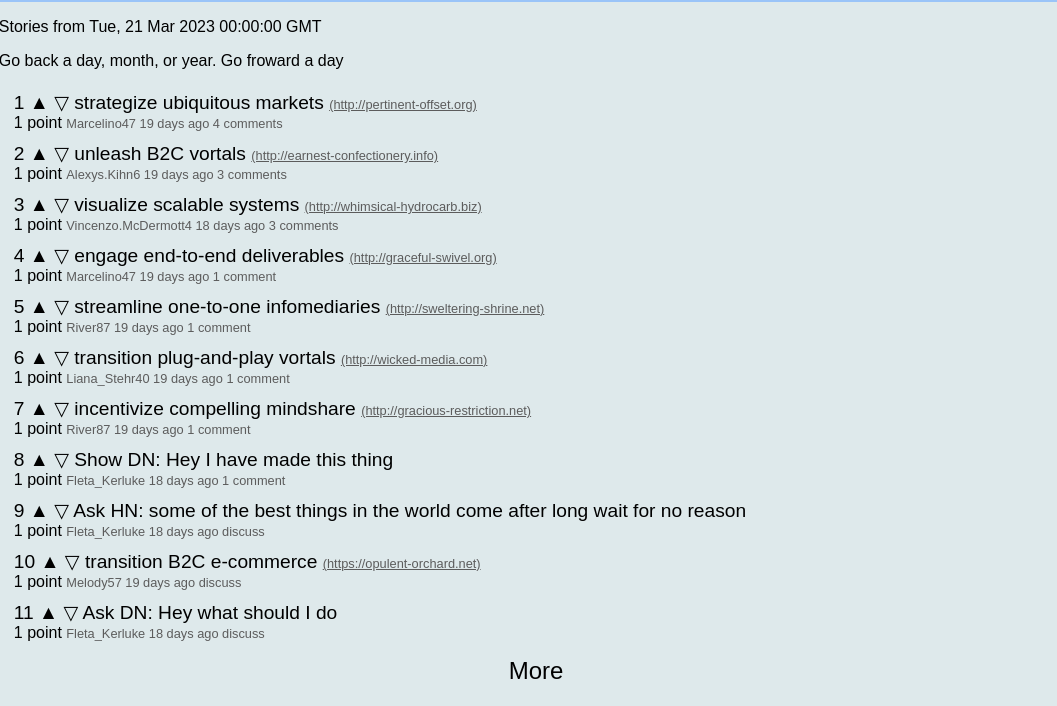 Stories from Tue, 21 Mar 2023 00:00:00 GMT
Go back a day, month, or year. Go froward a day
1 ▲ ▽ strategize ubiquitous markets (http://pertinent-offset.org)
1 point Marcelino47 19 days ago 4 comments
2 ▲ ▽ unleash B2C vortals (http://earnest-confectionery.info)
1 point Alexys.Kihn6 19 days ago 3 comments
3 ▲ ▽ visualize scalable systems (http://whimsical-hydrocarb.biz)
1 point Vincenzo.McDermott4 18 days ago 3 comments
4 ▲ ▽ engage end-to-end deliverables (http://graceful-swivel.org)
1 point Marcelino47 19 days ago 1 comment
5 ▲ ▽ streamline one-to-one infomediaries (http://sweltering-shrine.net)
1 point River87 19 days ago 1 comment
6 ▲ ▽ transition plug-and-play vortals (http://wicked-media.com)
1 point Liana_Stehr40 19 days ago 1 comment
7 ▲ ▽ incentivize compelling mindshare (http://gracious-restriction.net)
1 point River87 19 days ago 1 comment
8 ▲ ▽ Show DN: Hey I have made this thing
1 point Fleta_Kerluke 18 days ago 1 comment
9 ▲ ▽ Ask HN: some of the best things in the world come after long wait for no reason
1 point Fleta_Kerluke 18 days ago discuss
10 ▲ ▽ transition B2C e-commerce (https://opulent-orchard.net)
1 point Melody57 19 days ago discuss
11 ▲ ▽ Ask DN: Hey what should I do
1 point Fleta_Kerluke 18 days ago discuss
More